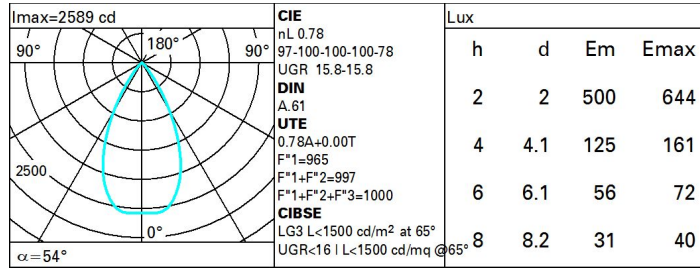 Imax=2589 cd
90° 180° 90°
2500
0°
α=54°
CIE
nL 0.78
97-100-100-100-78
UGR 15.8-15.8
DIN
A.61
UTE
0.78A+0.00T
F"1=965
F"1+F"2=997
F"1+F"2+F"3=1000
CIBSE
LG3 L<1500 cd/m² at 65°
UGR<16 | L<1500 cd/mq @65°
Lux
h d Em Emax
2 2 500 644
4 4.1 125 161
6 6.1 56 72
8 8.2 31 40